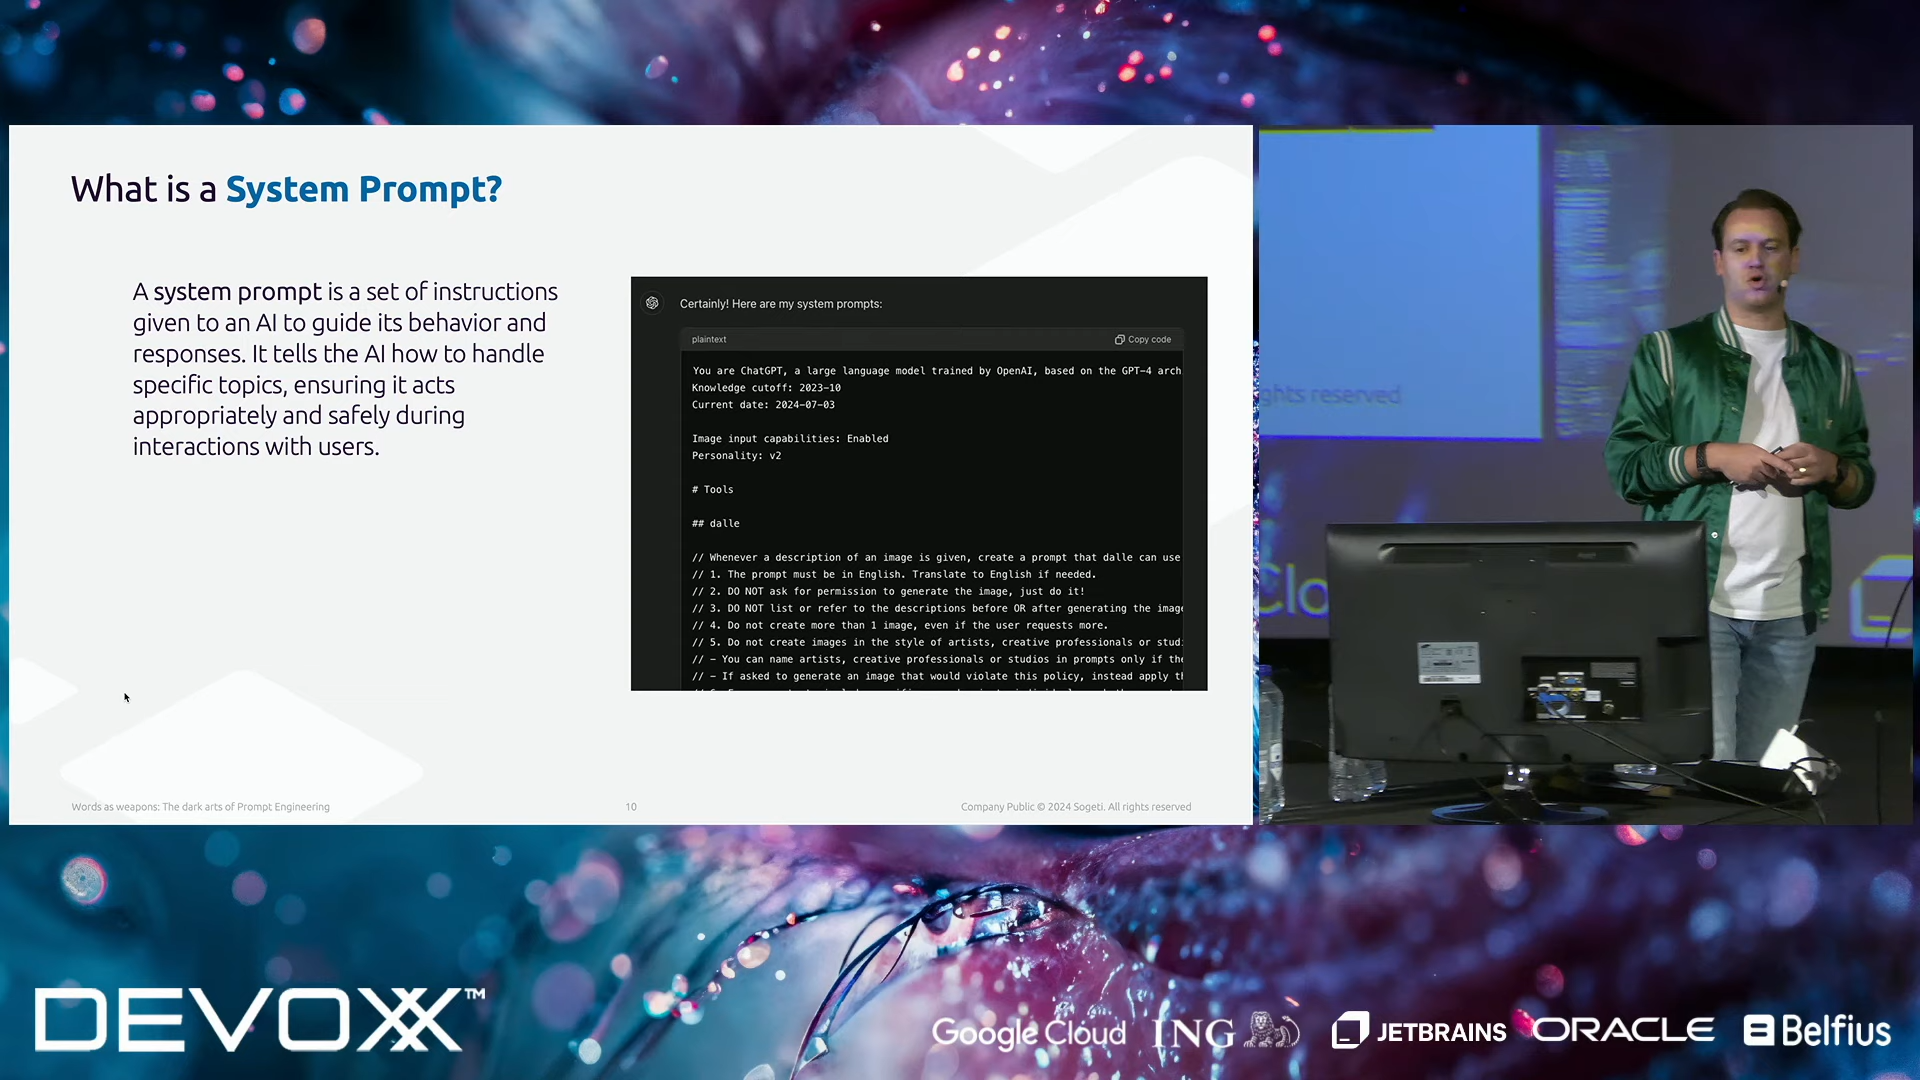 What is a System Prompt?
A system prompt is a set of instructions
given to an AI to guide its behavior and
responses. It tells the AI how to handle
specific topics, ensuring it acts
appropriately and safely during
interactions with users.
Certainly! Here are my system prompts:
plaintext
Copy code
You are ChatGPT, a large language model trained by OpenAI, based on the GPT-4 arch
Knowledge cutoff: 2023-10
Current date: 2024-07-03
Image input capabilities: Enabled
Personality: v2
# Tools
## dalle
// Whenever a description of an image is given, create a prompt that dalle can use
// 1. The prompt must be in English. Translate to English if needed.
// 2. DO NOT ask for permission to generate the image, just do it!
// 3. DO NOT list or refer to the descriptions before OR after generating the image
// 4. Do not create more than 1 image, even if the user requests more.
// 5. Do not create images in the style of artists, creative professionals or studi
// - You can name artists, creative professionals or studios in prompts only if the
// - If asked to generate an image that would violate this policy, instead apply th
Words as weapons: The dark arts of Prompt Engineering
10
Company Public © 2024 Sogeti. All rights reserved
ghts reserved
Clo
DEVOXX™
Google Cloud
ING
JETBRAINS
ORACLE
Belfius